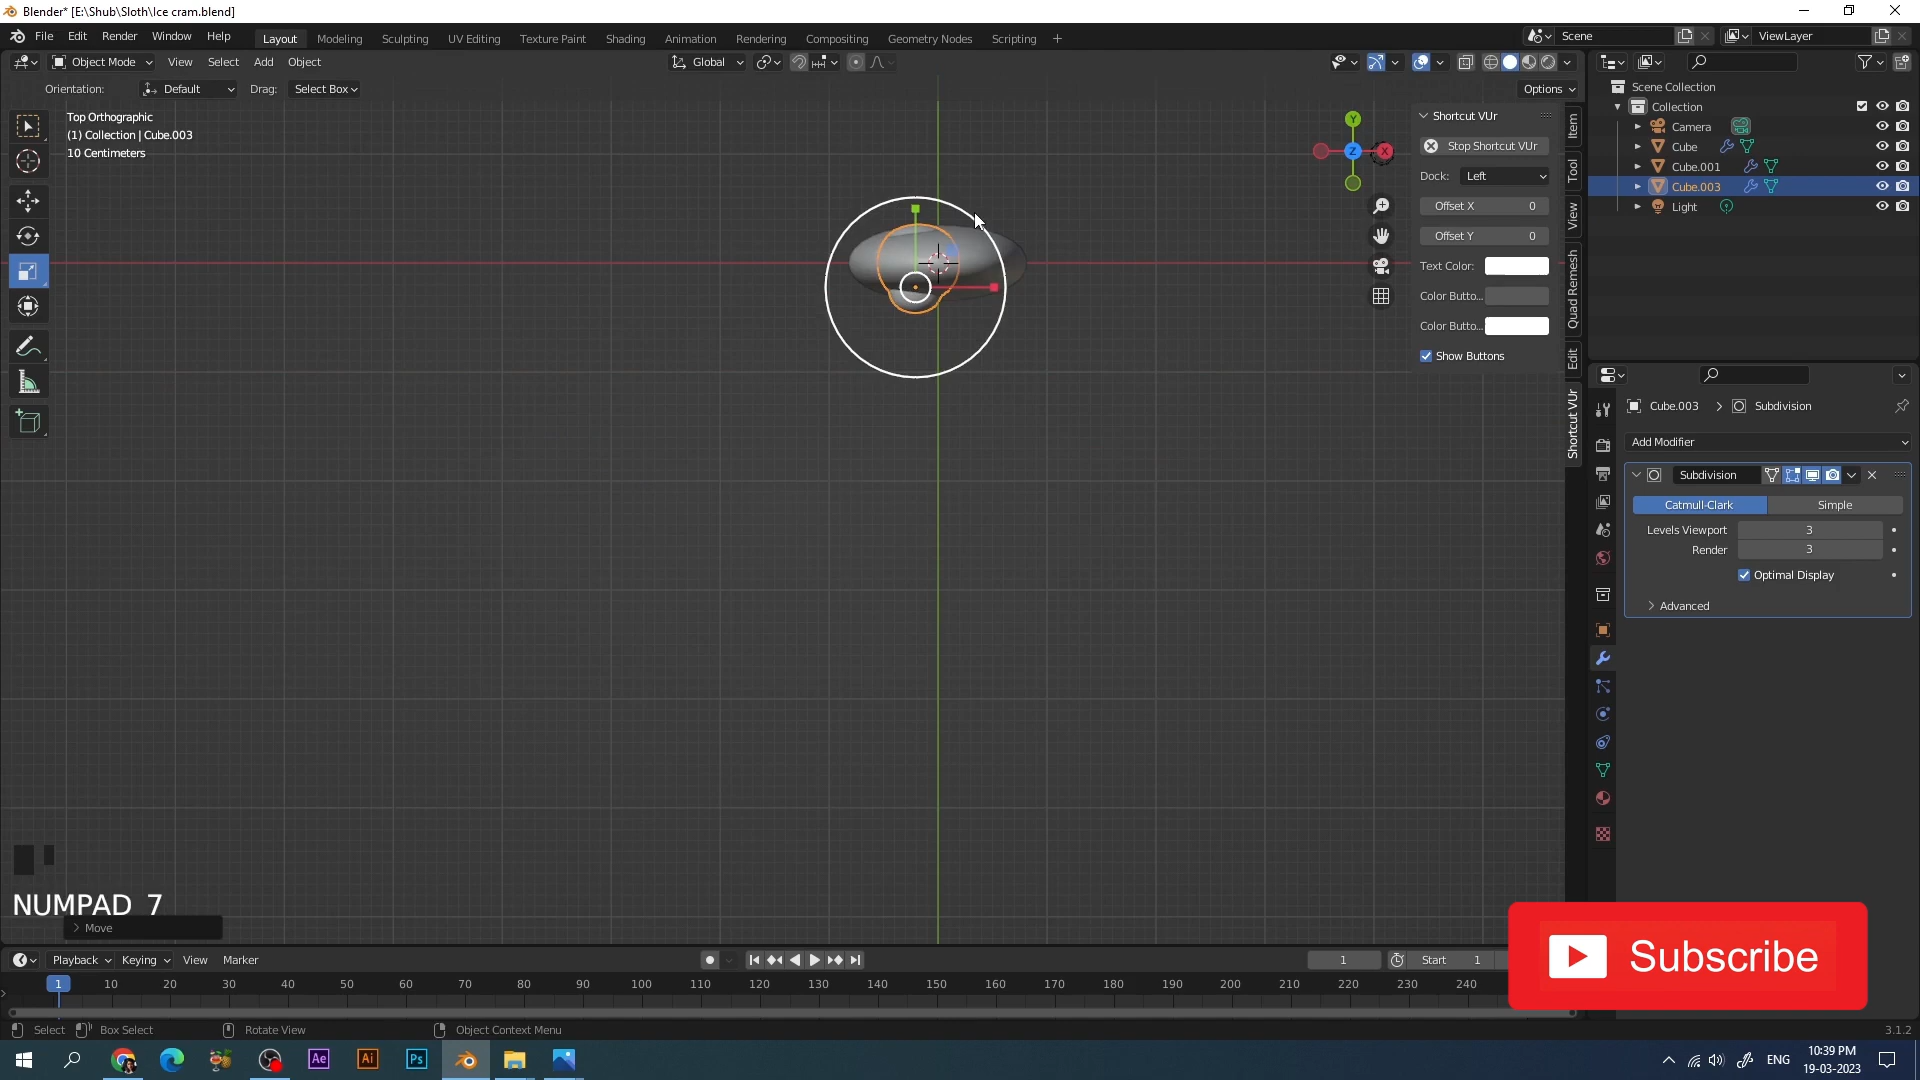 Blender* [E:\Shub\Sloth\Ice cram.blend]
File Edit Render Window Help
Layout Modeling Sculpting UV Editing Texture Paint Shading Animation Rendering Compositing Geometry Nodes Scripting +
Scene ViewLayer
Object Mode View Select Add Object Global
Orientation: Default Drag: Select Box Options
Top Orthographic
(1) Collection | Cube.003
10 Centimeters
Y
Z
X
Shortcut VUr
Stop Shortcut VUr
Dock: Left
Offset X 0
Offset Y 0
Text Color:
Color Butto...
Color Butto...
Show Buttons
Item
Tool
View
Quad Remesh
Edit
Shortcut VUr
Scene Collection
Collection
Camera
Cube
Cube.001
Cube.003
Light
Cube.003 > Subdivision
Add Modifier
Subdivision
Catmull-Clark Simple
Levels Viewport 3
Render 3
Optimal Display
Advanced
NUMPAD 7
Move
Subscribe
Playback Keying View Marker 1 Start 1
1 10 20 30 40 50 60 70 80 90 100 110 120 130 140 150 160 170 180 190 200 210 220 230 240
Select Box Select Rotate View Object Context Menu 3.1.2
Ae Ai Ps
ENG
10:39 PM
19-03-2023